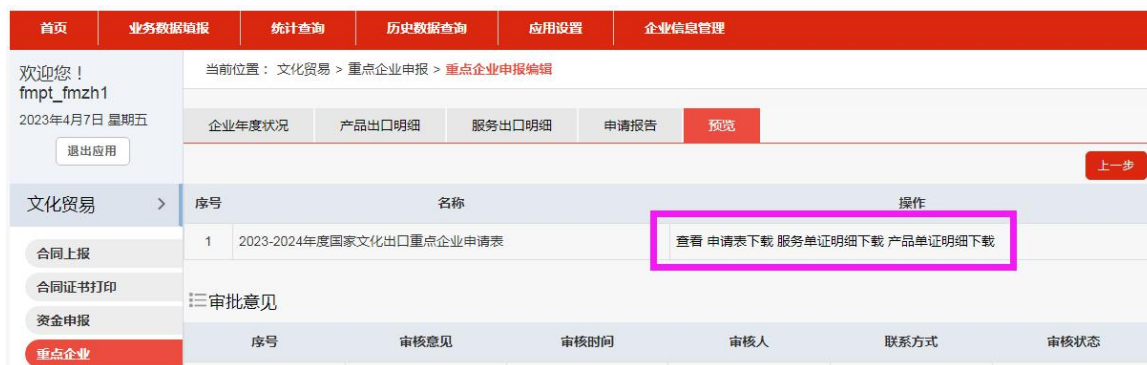 首页 业务数据填报 统计查询 历史数据查询 应用设置 企业信息管理
欢迎您！
fmpt_fmzh1
2023年4月7日 星期五
退出应用
当前位置： 文化贸易 > 重点企业申报 > 重点企业申报编辑
企业年度状况 产品出口明细 服务出口明细 申请报告 预览
上一步
文化贸易 >
合同上报
合同证书打印
资金申报
重点企业
序号 名称 操作
1 2023-2024年度国家文化出口重点企业申请表 查看 申请表下载 服务单证明细下载 产品单证明细下载
审批意见
序号 审核意见 审核时间 审核人 联系方式 审核状态